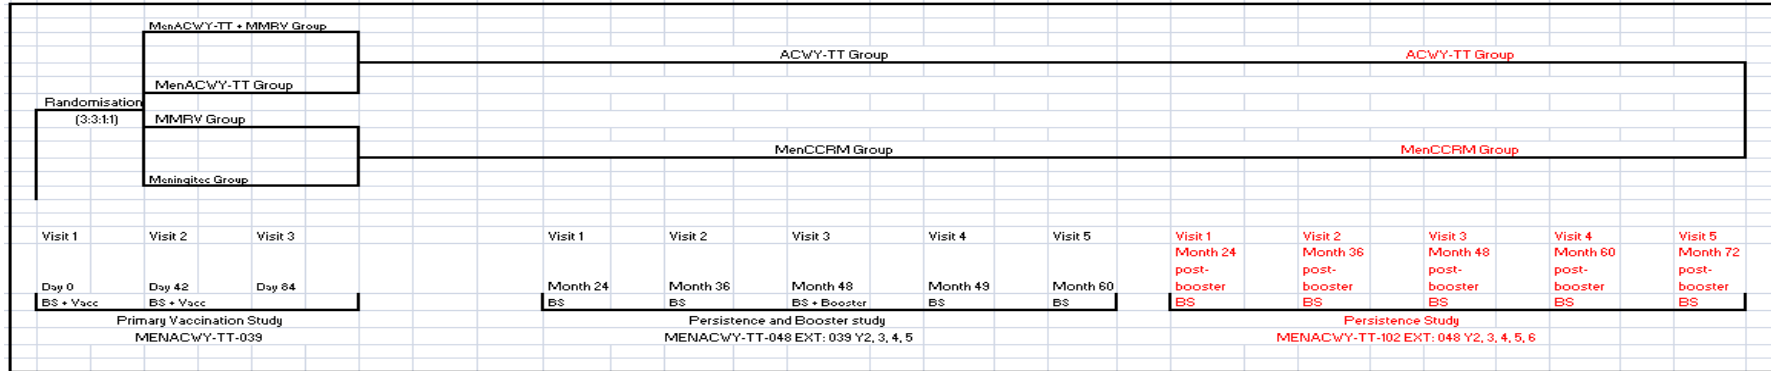 MenACWY-TT + MMRV Group
ACWY-TT Group
ACWY-TT Group
MenACWY-TT Group
Randomisation
(3:3:1:1)
MMRV Group
MenCCRM Group
MenCCRM Group
Meningitec Group
Visit 1 Visit 2 Visit 3 Visit 1 Visit 2 Visit 3 Visit 4 Visit 5 Visit 1 Visit 2 Visit 3 Visit 4 Visit 5
Month 24 Month 36 Month 48 Month 60 Month 72
post- post- post- post- post-
Day 0 Day 42 Day 84 Month 24 Month 36 Month 48 Month 49 Month 60 booster booster booster booster booster
BS + Vacc BS + Vacc BS BS BS + Booster BS BS BS BS BS BS BS
Primary Vaccination Study Persistence and Booster study Persistence Study
MENACWY-TT-039 MENACWY-TT-048 EXT: 039 Y2, 3, 4, 5 MENACWY-TT-102 EXT: 048 Y2, 3, 4, 5, 6